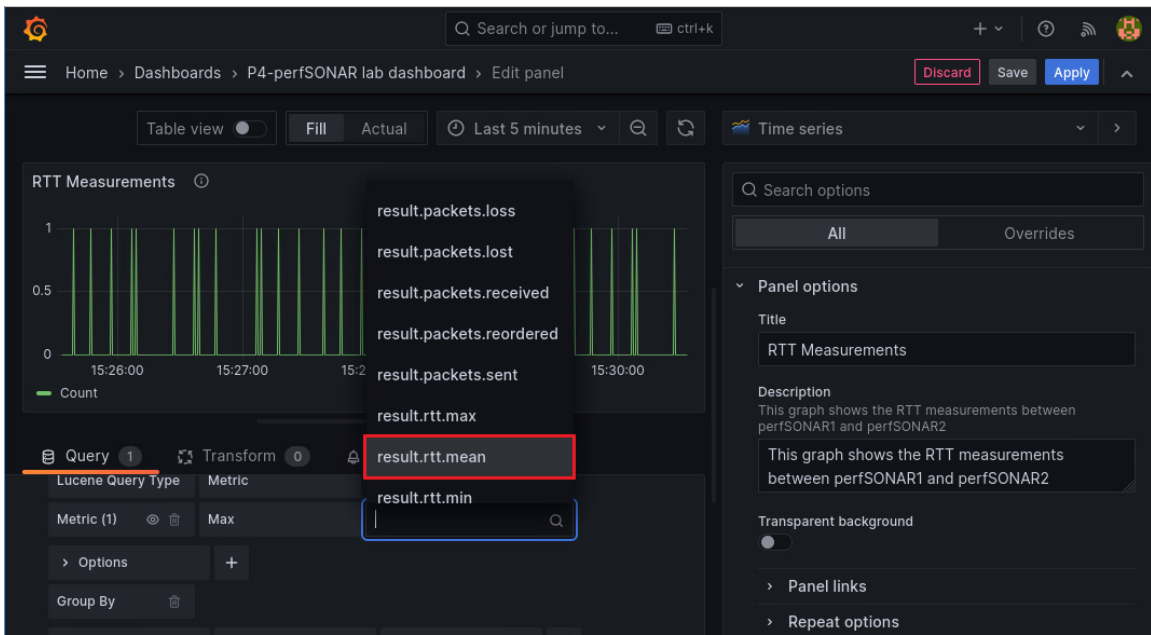 Search or jump to... ctrl+k
Home › Dashboards › P4-perfSONAR lab dashboard › Edit panel
Discard Save Apply
Table view Fill Actual Last 5 minutes
Time series
RTT Measurements
1
0.5
0
15:26:00 15:27:00 15:2 15:30:00
Count
result.packets.loss
result.packets.lost
result.packets.received
result.packets.reordered
result.packets.sent
result.rtt.max
result.rtt.mean
result.rtt.min
Query 1 Transform 0
Lucene Query Type Metric
Metric (1) Max
Options +
Group By
Search options
All Overrides
Panel options
Title
RTT Measurements
Description
This graph shows the RTT measurements between
perfSONAR1 and perfSONAR2
This graph shows the RTT measurements
between perfSONAR1 and perfSONAR2
Transparent background
Panel links
Repeat options